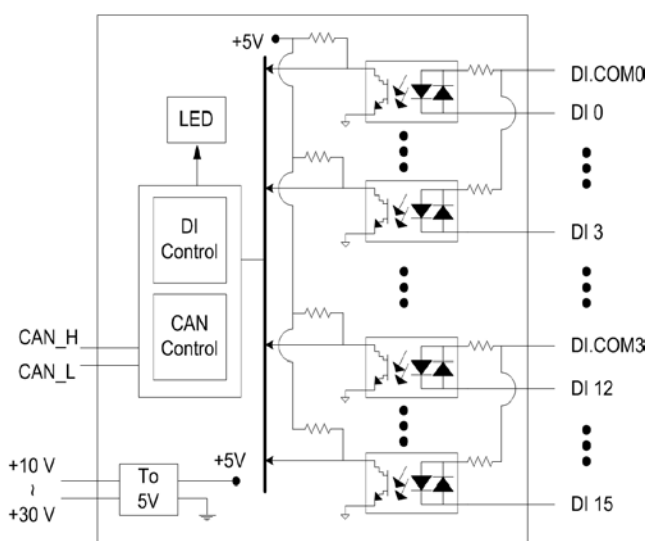 +5V
DI.COM0
LED
DI 0
DI
Control
DI 3
CAN
Control
CAN_H
CAN_L
DI.COM3
DI 12
+10 V
~
+30 V
To
5V
+5V
DI 15